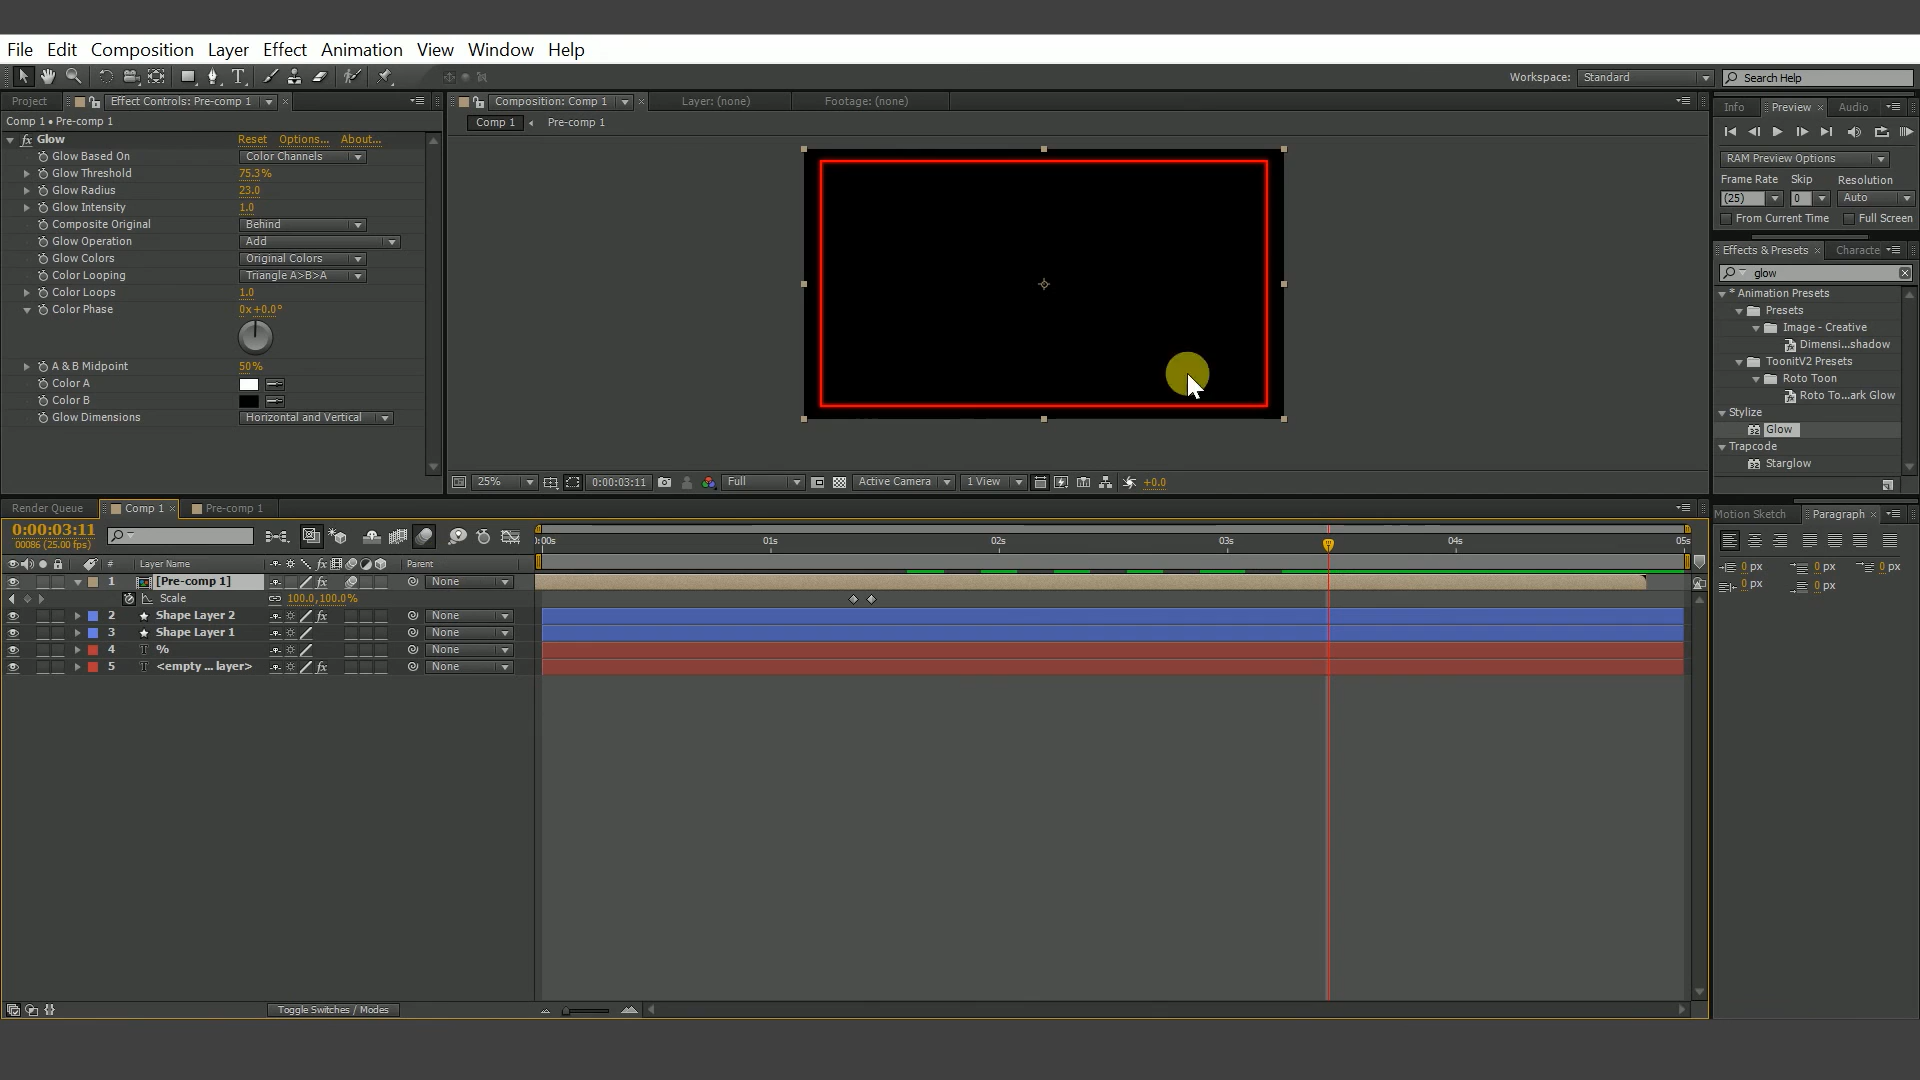 File Edit Composition Layer Effect Animation View Window Help
Workspace: Standard Search Help
Project Effect Controls: Pre-comp 1 Composition: Comp 1 Layer: (none) Footage: (none) Info Preview Audio
Comp 1 • Pre-comp 1 Comp 1 Pre-comp 1
Glow Reset Options... About...
Glow Based On Color Channels
Glow Threshold 75.3%
Glow Radius 23.0
Glow Intensity 1.0
Composite Original Behind
Glow Operation Add
Glow Colors Original Colors
Color Looping Triangle A>B>A
Color Loops 1.0
Color Phase 0x+0.0°
A & B Midpoint 50%
Color A
Color B
Glow Dimensions Horizontal and Vertical
RAM Preview Options
Frame Rate Skip Resolution
(25) 0 Auto
From Current Time Full Screen
Effects & Presets Characte
glow
* Animation Presets
Presets
Image - Creative
Dimensi...shadow
ToonitV2 Presets
Roto Toon
Roto To...ark Glow
Stylize
Glow
Trapcode
Starglow
25% 0:00:03:11 Full Active Camera 1 View +0.0
Render Queue Comp 1 Pre-comp 1
0:00:03:11
00086 (25.00 fps)
:00s 01s 02s 03s 04s 05s
# Layer Name Parent
1 [Pre-comp 1] fx None
Scale 100.0,100.0%
2 Shape Layer 2 fx None
3 Shape Layer 1 None
4 T % None
5 T <empty ... layer> fx None
Toggle Switches / Modes
Motion Sketch Paragraph
0 px 0 px 0 px
0 px 0 px